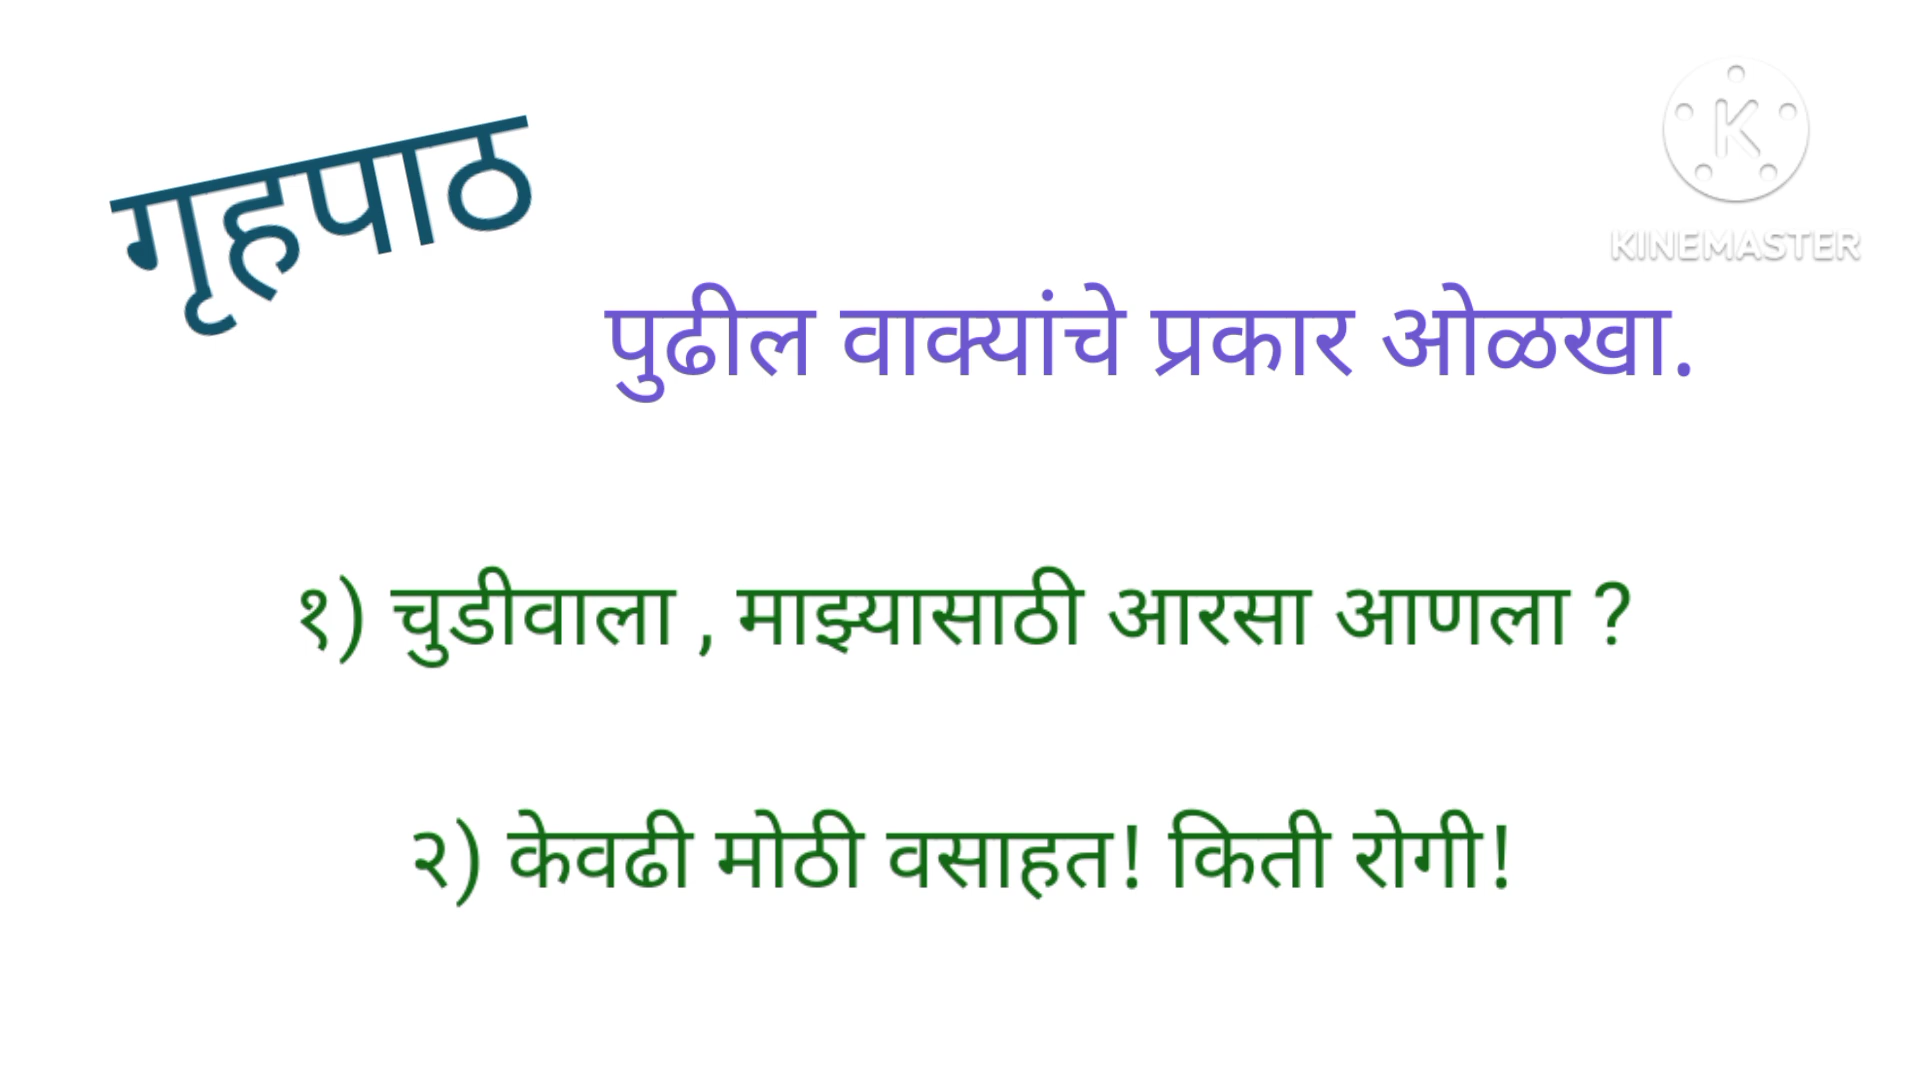 गृहपाठ
KINEMASTER
पुढील वाक्यांचे प्रकार ओळखा.
१) चुडीवाला , माझ्यासाठी आरसा आणला ?
२) केवढी मोठी वसाहत! किती रोगी!